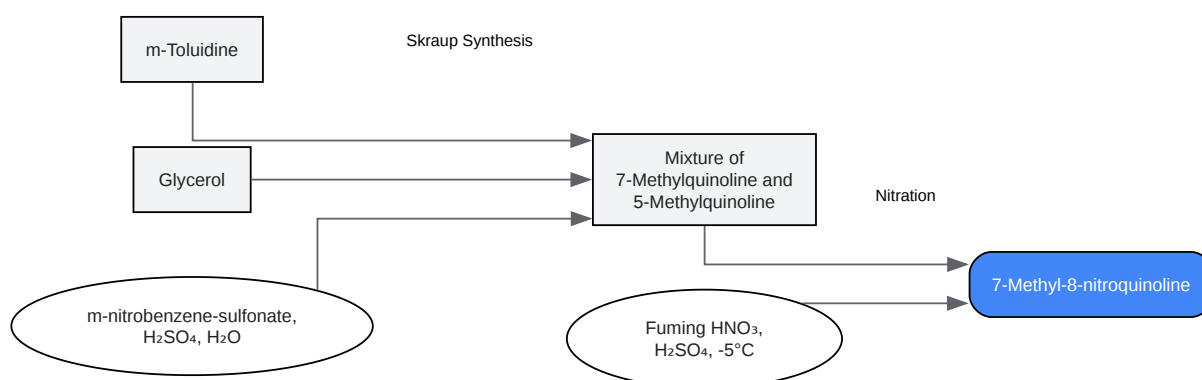 m-Toluidine
Skraup Synthesis
Glycerol
Mixture of
7-Methylquinoline and
5-Methylquinoline
Nitration
7-Methyl-8-nitroquinoline
m-nitrobenzene-sulfonate,
H₂SO₄, H₂O
Fuming HNO₃,
H₂SO₄, -5°C